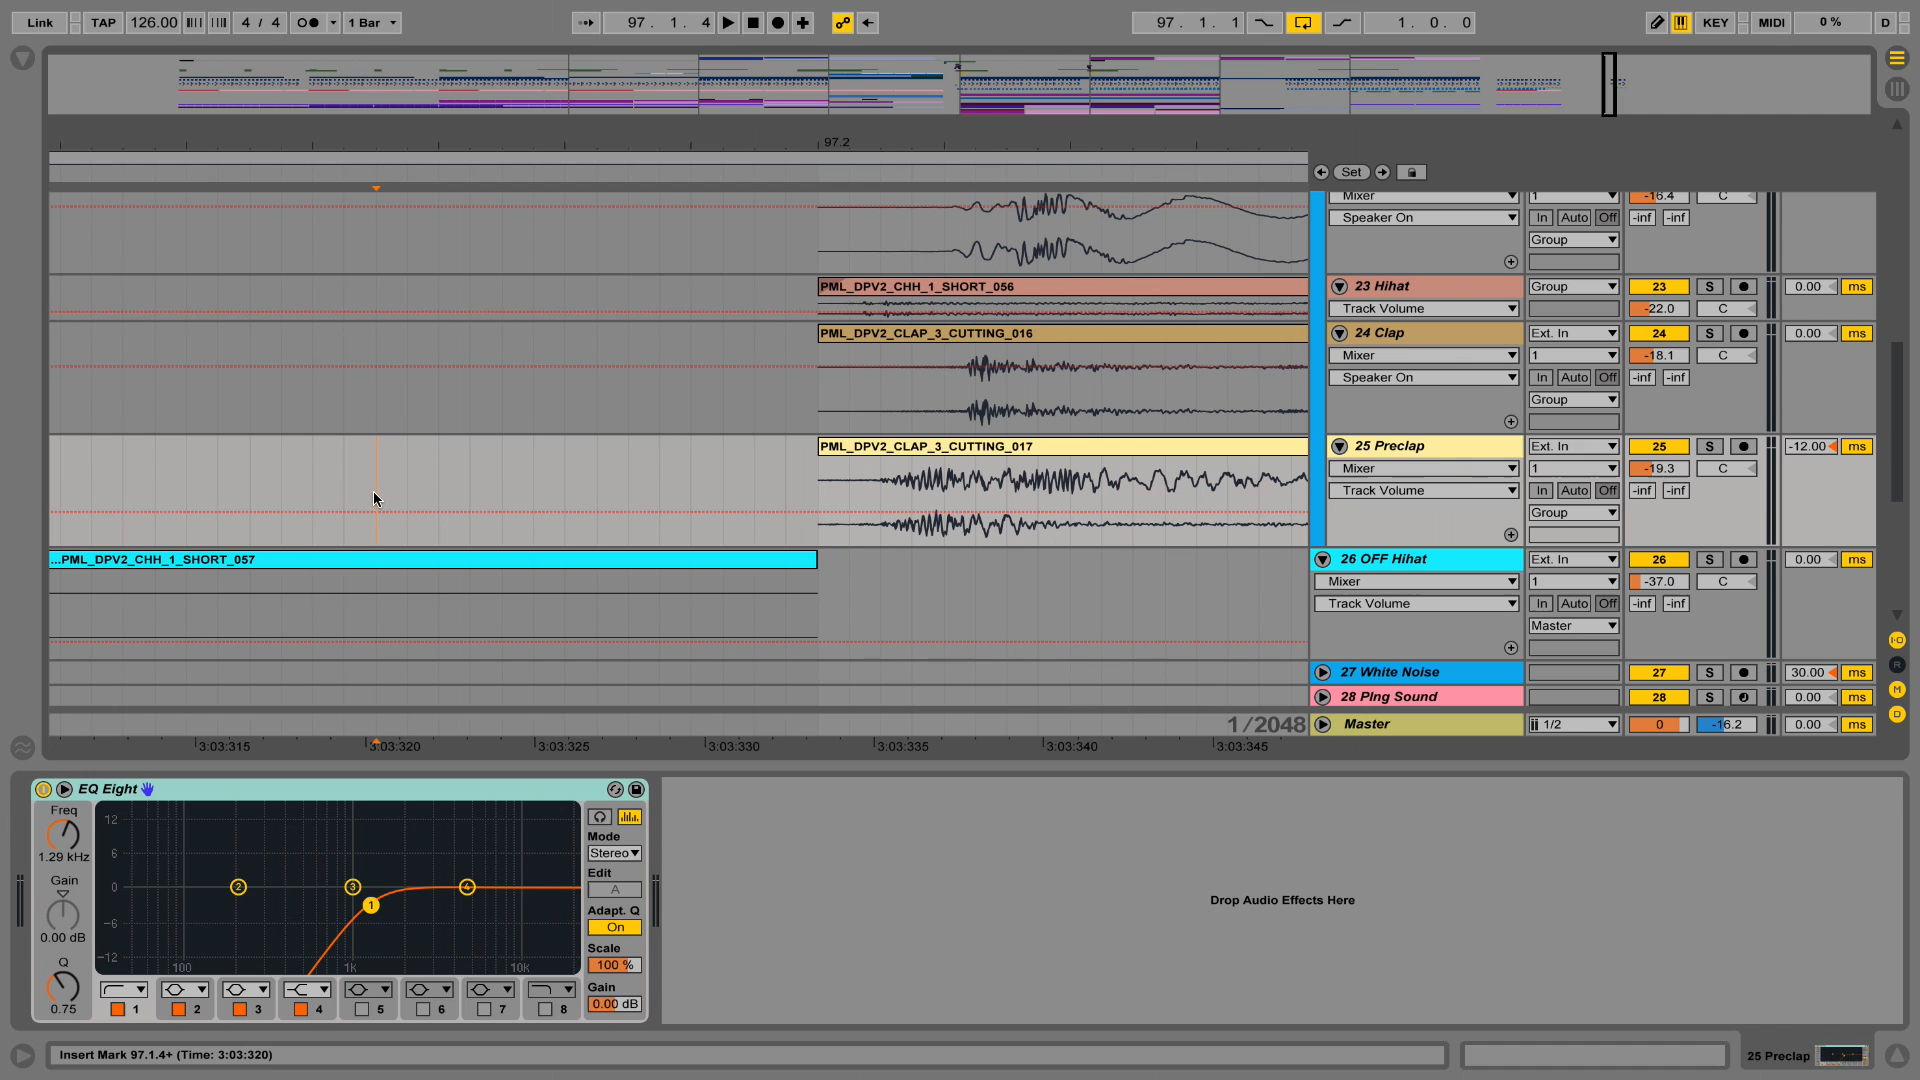 Link TAP 126.00 4 / 4 1 Bar 97 . 1 . 4 97 . 1 . 1 1 . 0 . 0 KEY MIDI 0 % D
97.2
Set
Mixer 1 -16.4 C
Speaker On In Auto Off -inf -inf
Group
PML_DPV2_CHH_1_SHORT_056 23 Hihat Group 23 S 0.00 ms
Track Volume -22.0 C
PML_DPV2_CLAP_3_CUTTING_016 24 Clap Ext. In 24 S 0.00 ms
Mixer 1 -18.1 C
Speaker On In Auto Off -inf -inf
Group
PML_DPV2_CLAP_3_CUTTING_017 25 Preclap Ext. In 25 S -12.00 ms
Mixer 1 -19.3 C
Track Volume In Auto Off -inf -inf
Group
...PML_DPV2_CHH_1_SHORT_057 26 OFF Hihat Ext. In 26 S 0.00 ms
Mixer 1 -37.0 C
Track Volume In Auto Off -inf -inf
Master
27 White Noise 27 S 30.00 ms
28 PIng Sound 28 S 0.00 ms
1/2048 Master 1/2 0 -16.2 0.00 ms
3:03:315 3:03:320 3:03:325 3:03:330 3:03:335 3:03:340 3:03:345
I·O
R
M
D
EQ Eight
Freq
1.29 kHz
Gain
0.00 dB
Q
0.75
12
6
0
-6
-12
100 1k 10k
2 3 4
1
Mode
Stereo
Edit
A
Adapt. Q
On
Scale
100 %
Gain
0.00 dB
1 2 3 4 5 6 7 8
Drop Audio Effects Here
Insert Mark 97.1.4+ (Time: 3:03:320)
25 Preclap